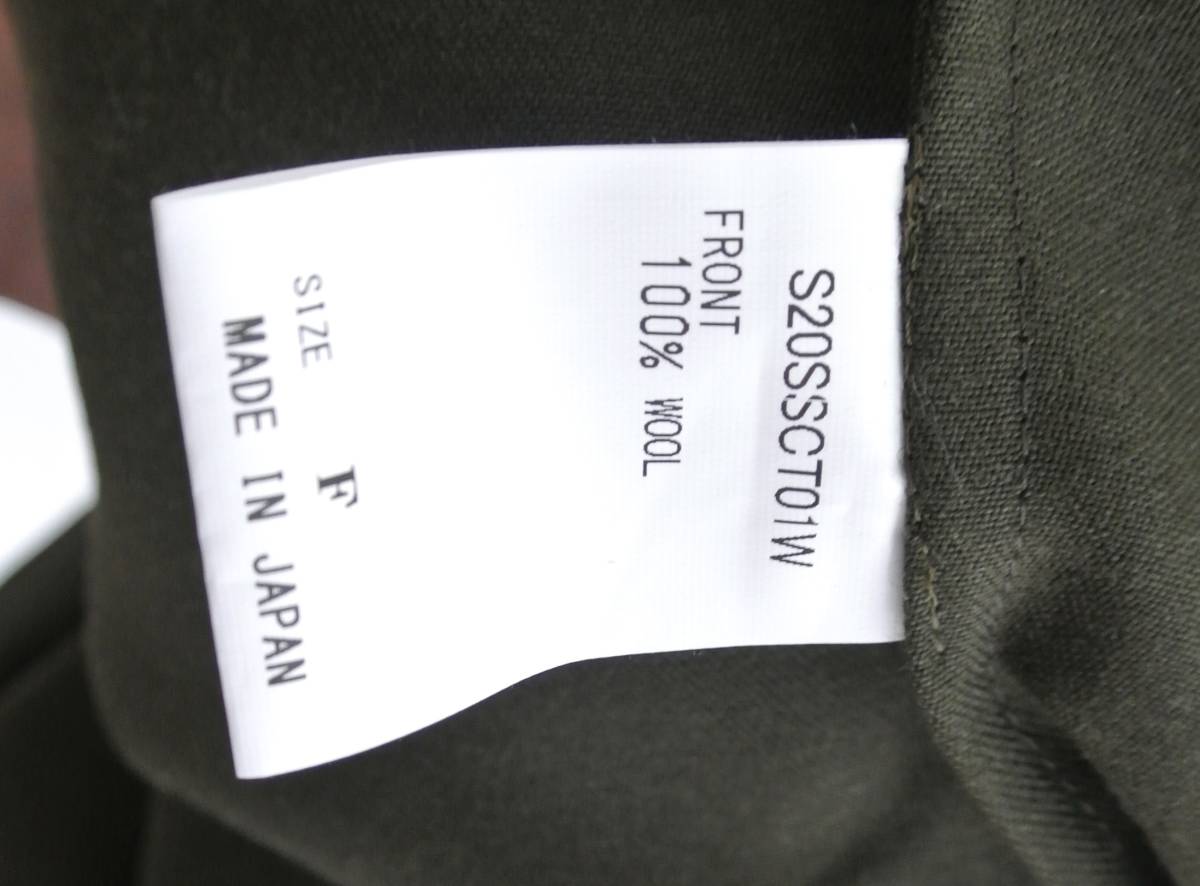 S20SSCT01W
FRONT
100% WOOL
SIZE F
MADE IN JAPAN